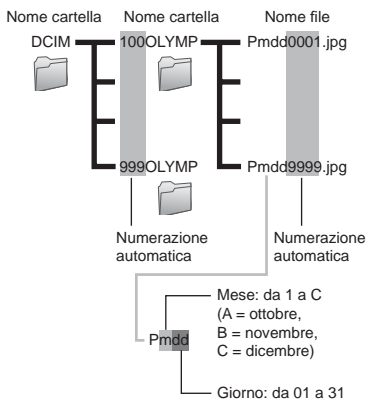 Nome cartella Nome cartella Nome file
DCIM 100OLYMP Pmdd0001.jpg
999OLYMP Pmdd9999.jpg
Numerazione automatica Numerazione automatica
Pmdd
Mese: da 1 a C
(A = ottobre,
B = novembre,
C = dicembre)
Giorno: da 01 a 31